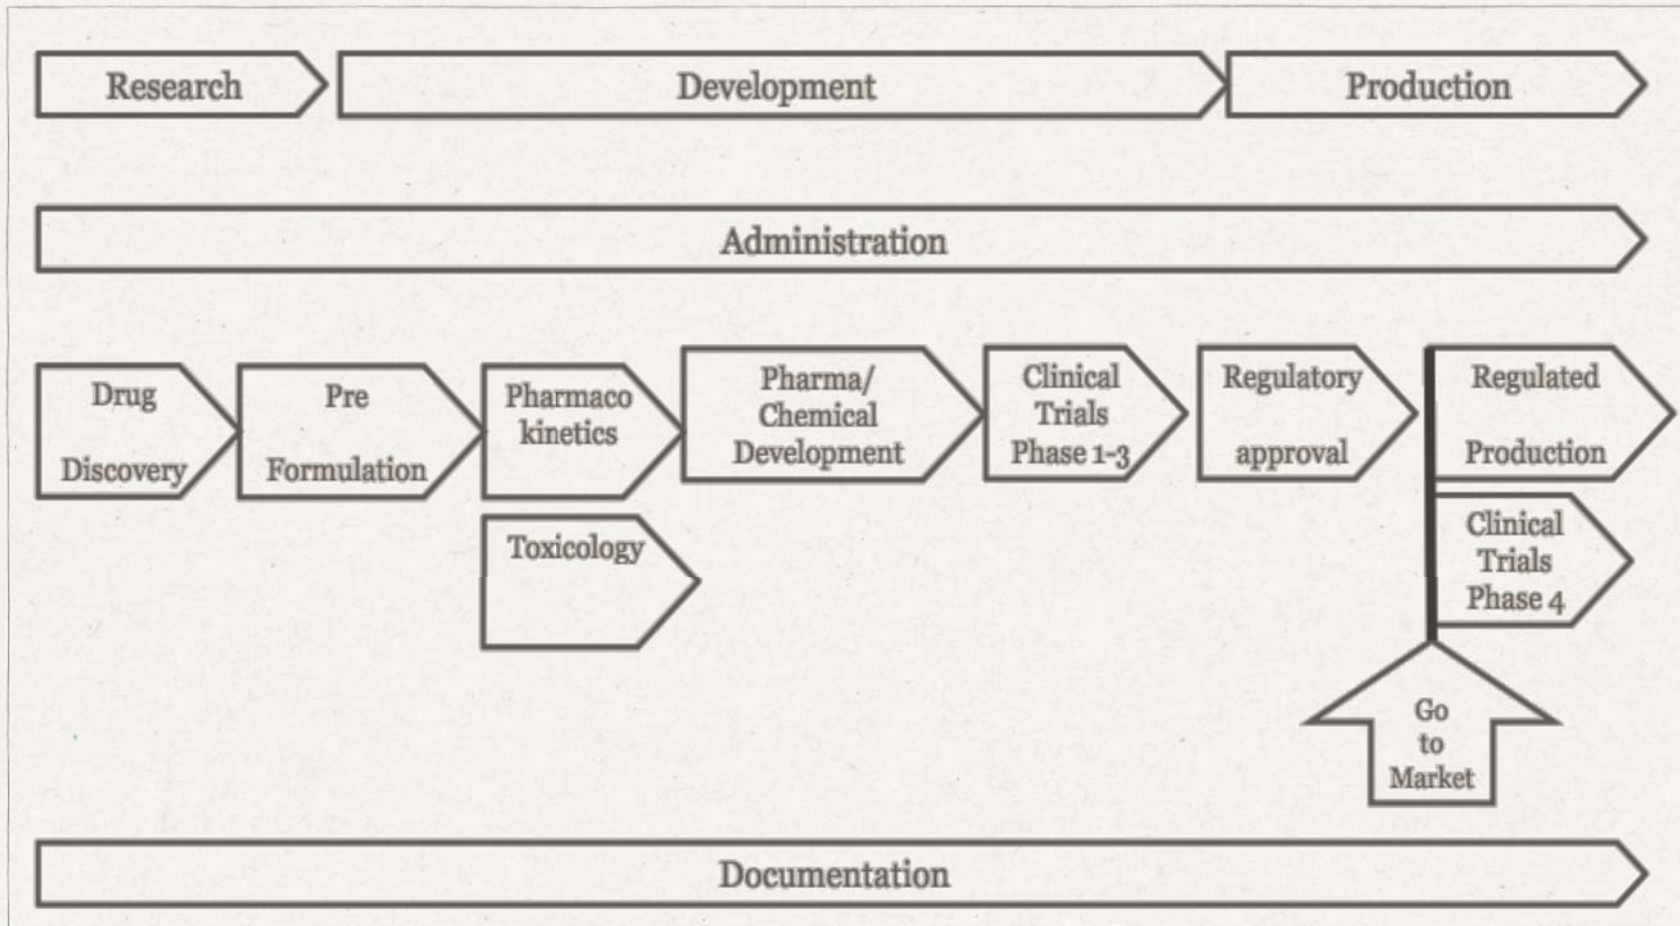 Research
Development
Production
Administration
Drug
Discovery
Pre
Formulation
Pharmaco
kinetics
Toxicology
Pharma/
Chemical
Development
Clinical
Trials
Phase 1-3
Regulatory
approval
Regulated
Production
Clinical
Trials
Phase 4
Go
to
Market
Documentation